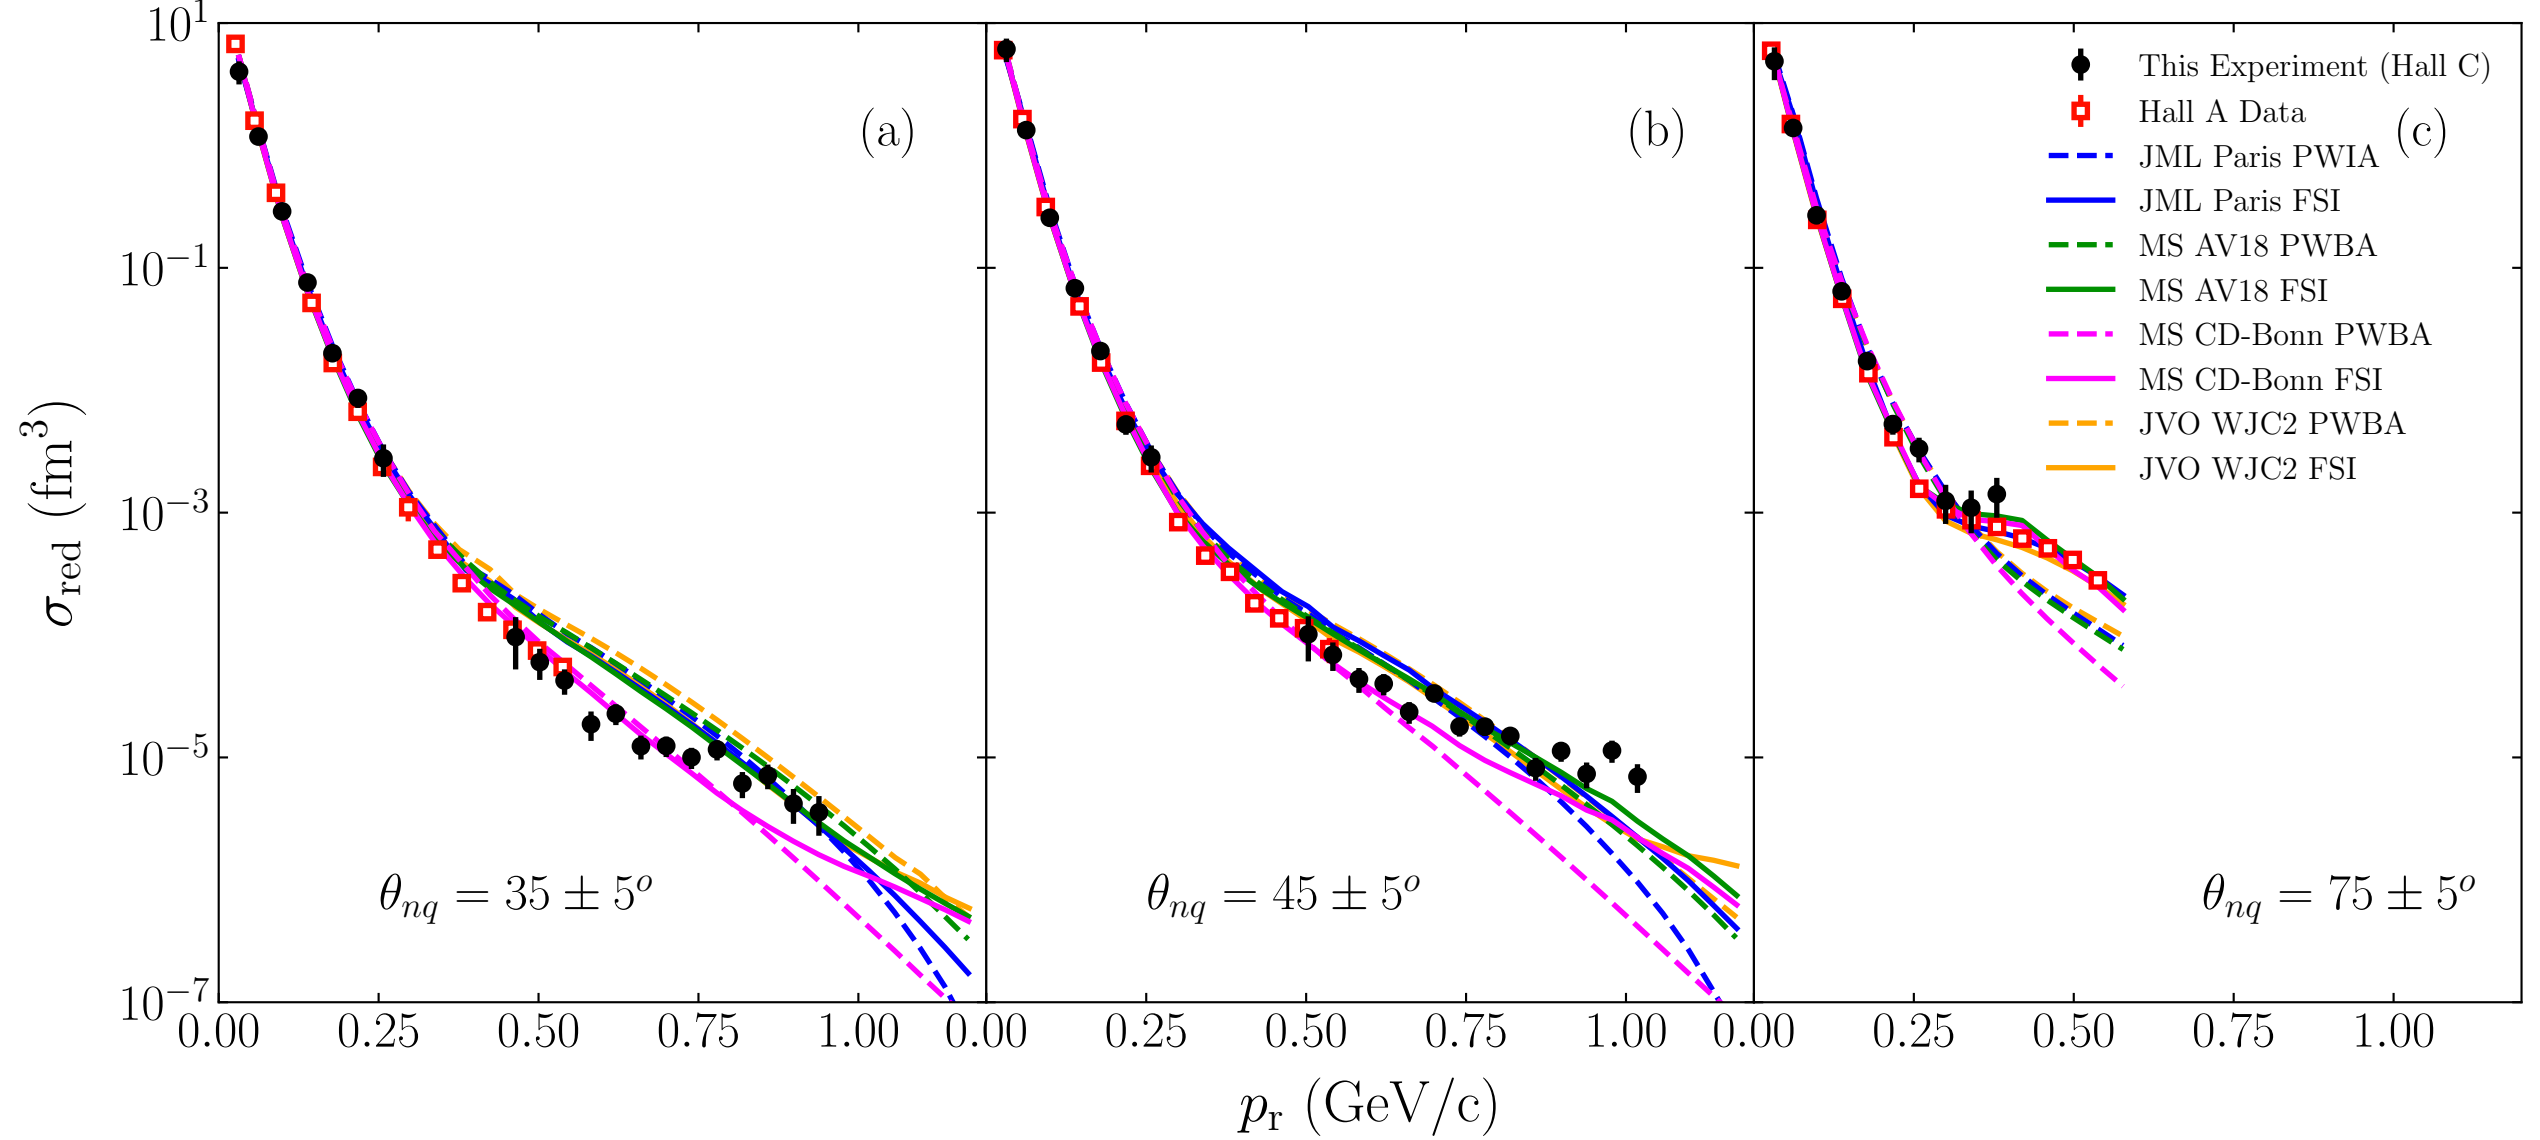 10^1
10^−1
10^−3
10^−5
10^−7
σ_red (fm^3)
(a)
(b)
(c)
This Experiment (Hall C)
Hall A Data
JML Paris PWIA
JML Paris FSI
MS AV18 PWBA
MS AV18 FSI
MS CD-Bonn PWBA
MS CD-Bonn FSI
JVO WJC2 PWBA
JVO WJC2 FSI
θ_nq = 35 ± 5^o
θ_nq = 45 ± 5^o
θ_nq = 75 ± 5^o
0.00 0.25 0.50 0.75 1.00 0.00 0.25 0.50 0.75 1.00 0.00 0.25 0.50 0.75 1.00
p_r (GeV/c)